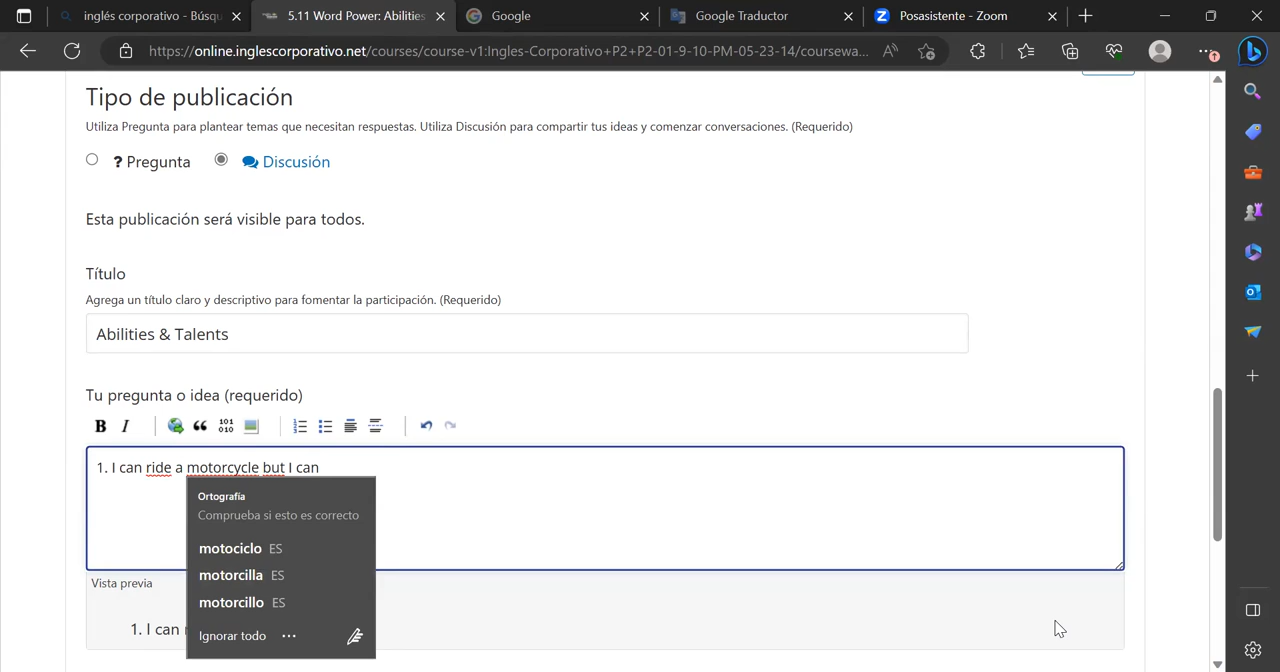 inglés corporativo - Búsqu
5.11 Word Power: Abilities
Google
Google Traductor
Posasistente - Zoom
https://online.inglescorporativo.net/courses/course-v1:Ingles-Corporativo+P2+P2-01-9-10-PM-05-23-14/coursewa...
Tipo de publicación
Utiliza Pregunta para plantear temas que necesitan respuestas. Utiliza Discusión para compartir tus ideas y comenzar conversaciones. (Requerido)
? Pregunta
Discusión
Esta publicación será visible para todos.
Título
Agrega un título claro y descriptivo para fomentar la participación. (Requerido)
Abilities & Talents
Tu pregunta o idea (requerido)
B I 101 010
1. I can ride a motorcycle but I can
Ortografía
Comprueba si esto es correcto
motociclo ES
motorcilla ES
motorcillo ES
Ignorar todo ...
Vista previa
1. I can